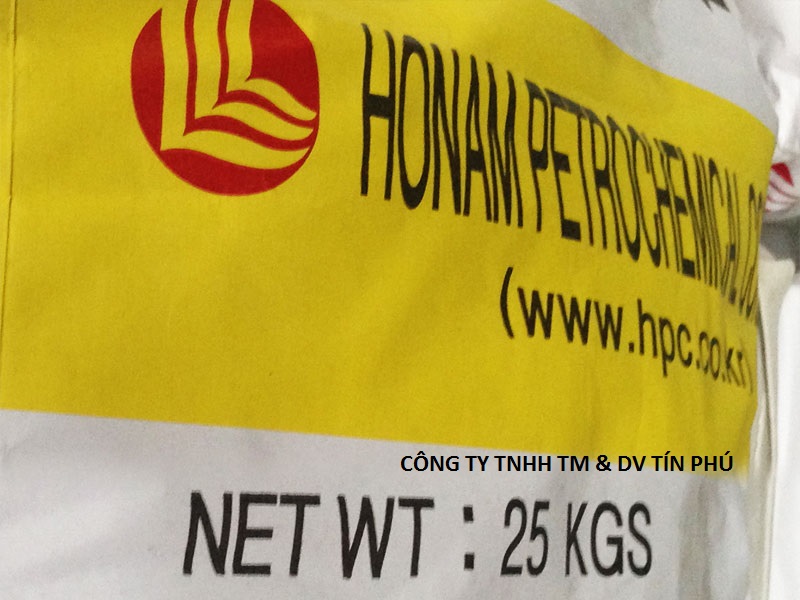 HONAM PETROCHEMICAL
(www.hpc.co.kr)
CÔNG TY TNHH TM & DV TÍN PHÚ
NET WT : 25 KGS